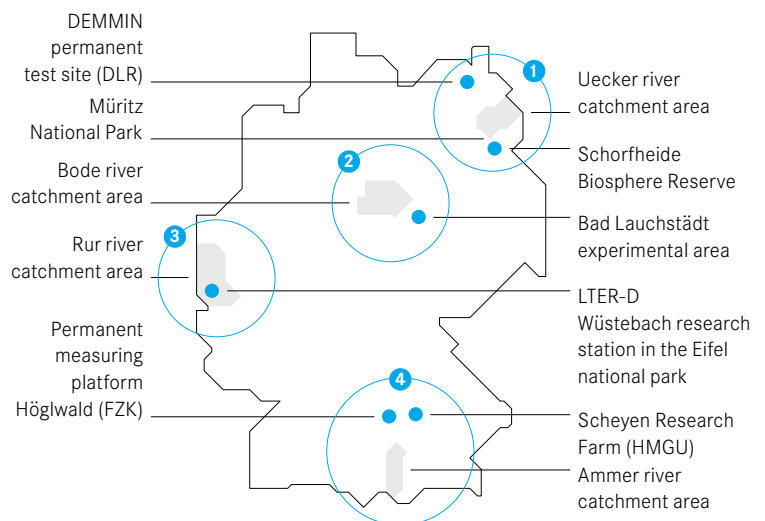 DEMMIN
permanent
test site (DLR)
Müritz
National Park
Bode river
catchment area
Rur river
catchment area
Permanent
measuring
platform
Höglwald (FZK)
1
2
3
4
Uecker river
catchment area
Schorfheide
Biosphere Reserve
Bad Lauchstädt
experimental area
LTER-D
Wüstebach research
station in the Eifel
national park
Scheyen Research
Farm (HMGU)
Ammer river
catchment area